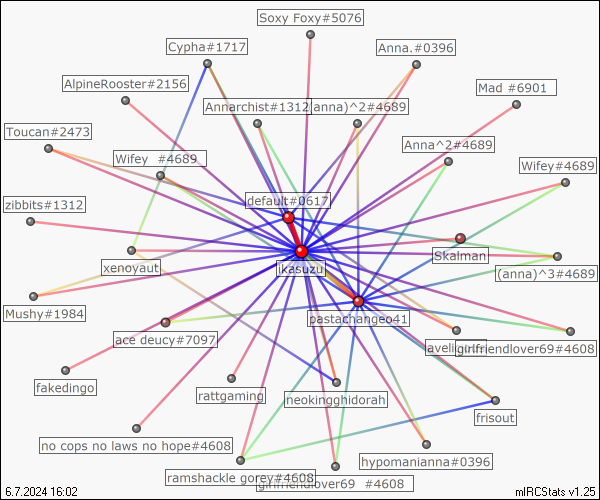 Soxy Foxy#5076
Cypha#1717
Anna.#0396
AlpineRooster#2156
Mad #6901
Annarchist#1312
(anna)^2#4689
Toucan#2473
Anna^2#4689
Wifey #4689
Wifey#4689
default#0617
zibbits#1312
Skalman
xenoyaut
jikasuzu
(anna)^3#4689
Mushy#1984
pastachangeo41
ace deucy#7097
girlfriendlover69#4608
fakedingo
rattgaming
neokingghidorah
frisout
no cops no laws no hope#4608
hypomanianna#0396
ramshackle gorey#4608
girlfriendlover69 #4608
6.7.2024 16:02
mIRCStats v1.25